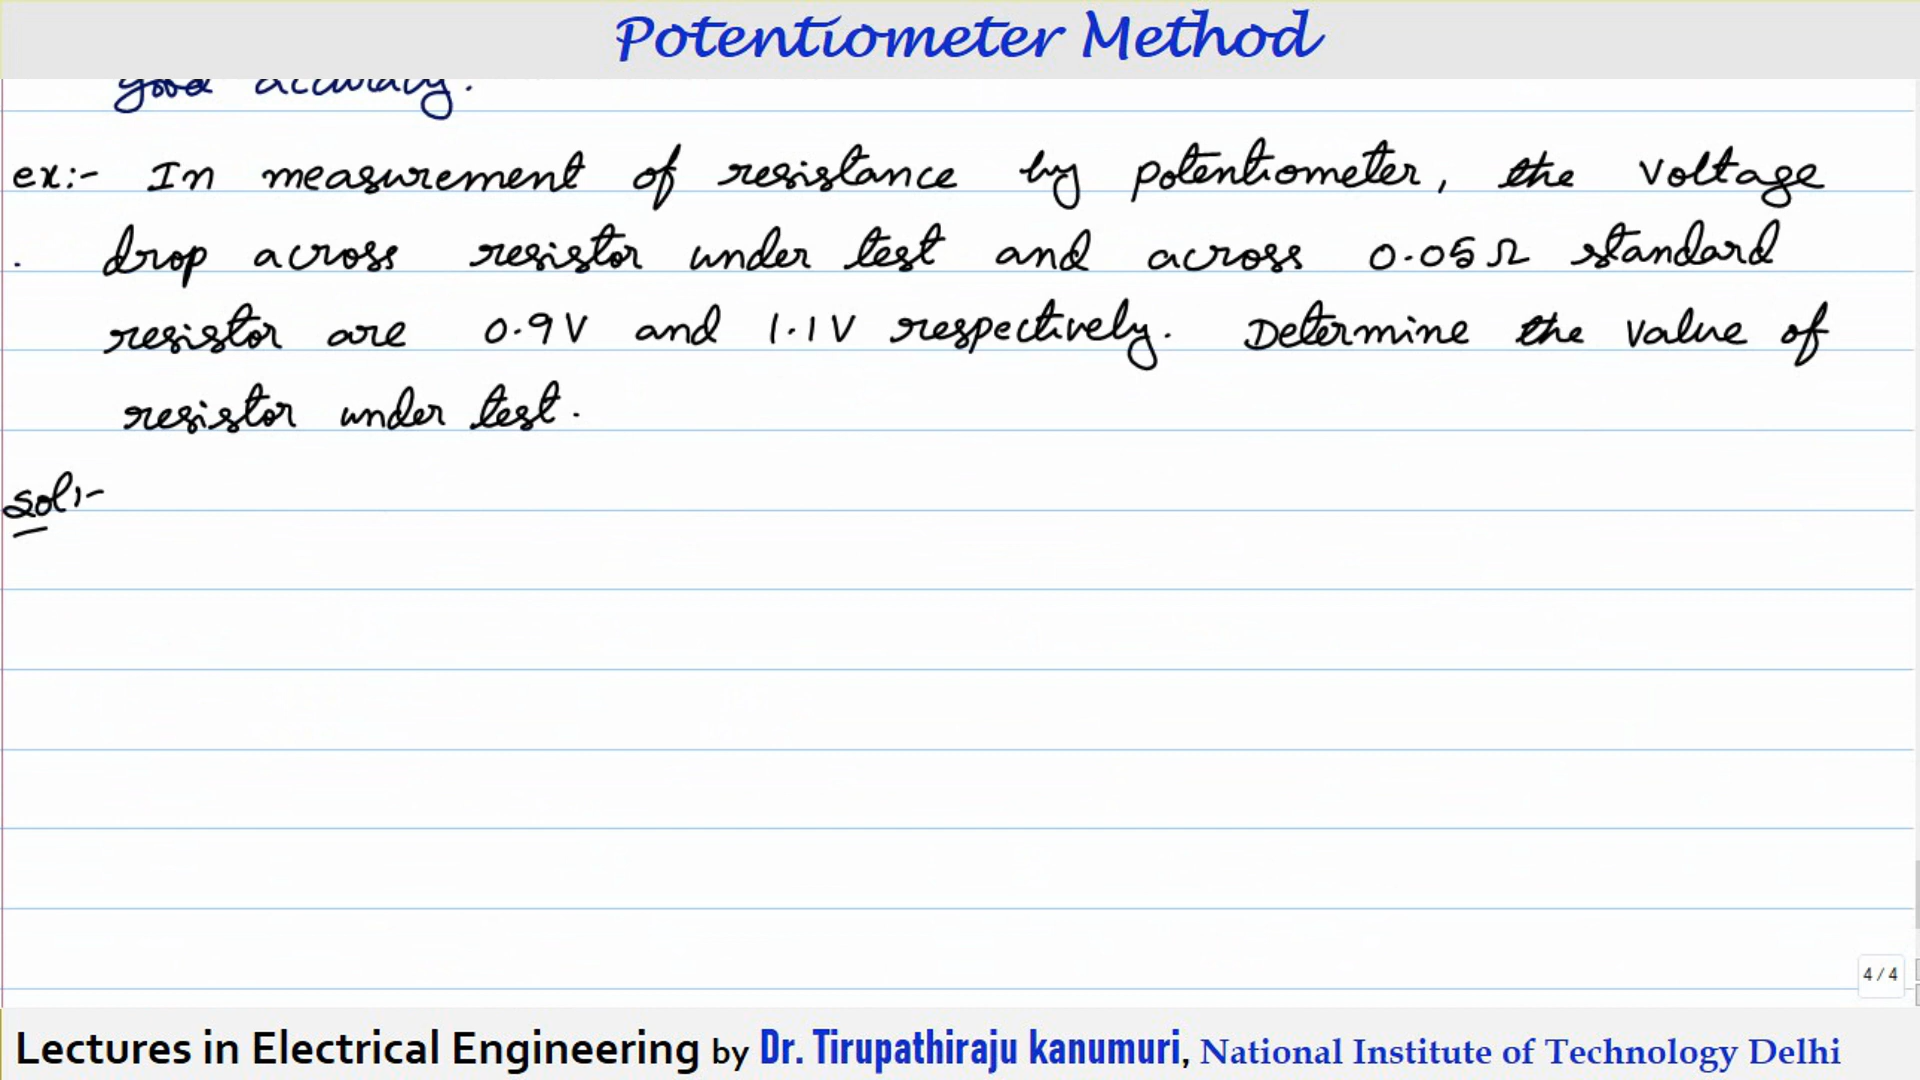 Potentiometer Method
good accuracy.
ex:- In measurement of resistance by potentiometer, the voltage
drop across resistor under test and across 0.05Ω standard
resistor are 0.9V and 1.1V respectively. Determine the value of
resistor under test.
Sol:-
4/4
Lectures in Electrical Engineering by Dr. Tirupathiraju kanumuri, National Institute of Technology Delhi